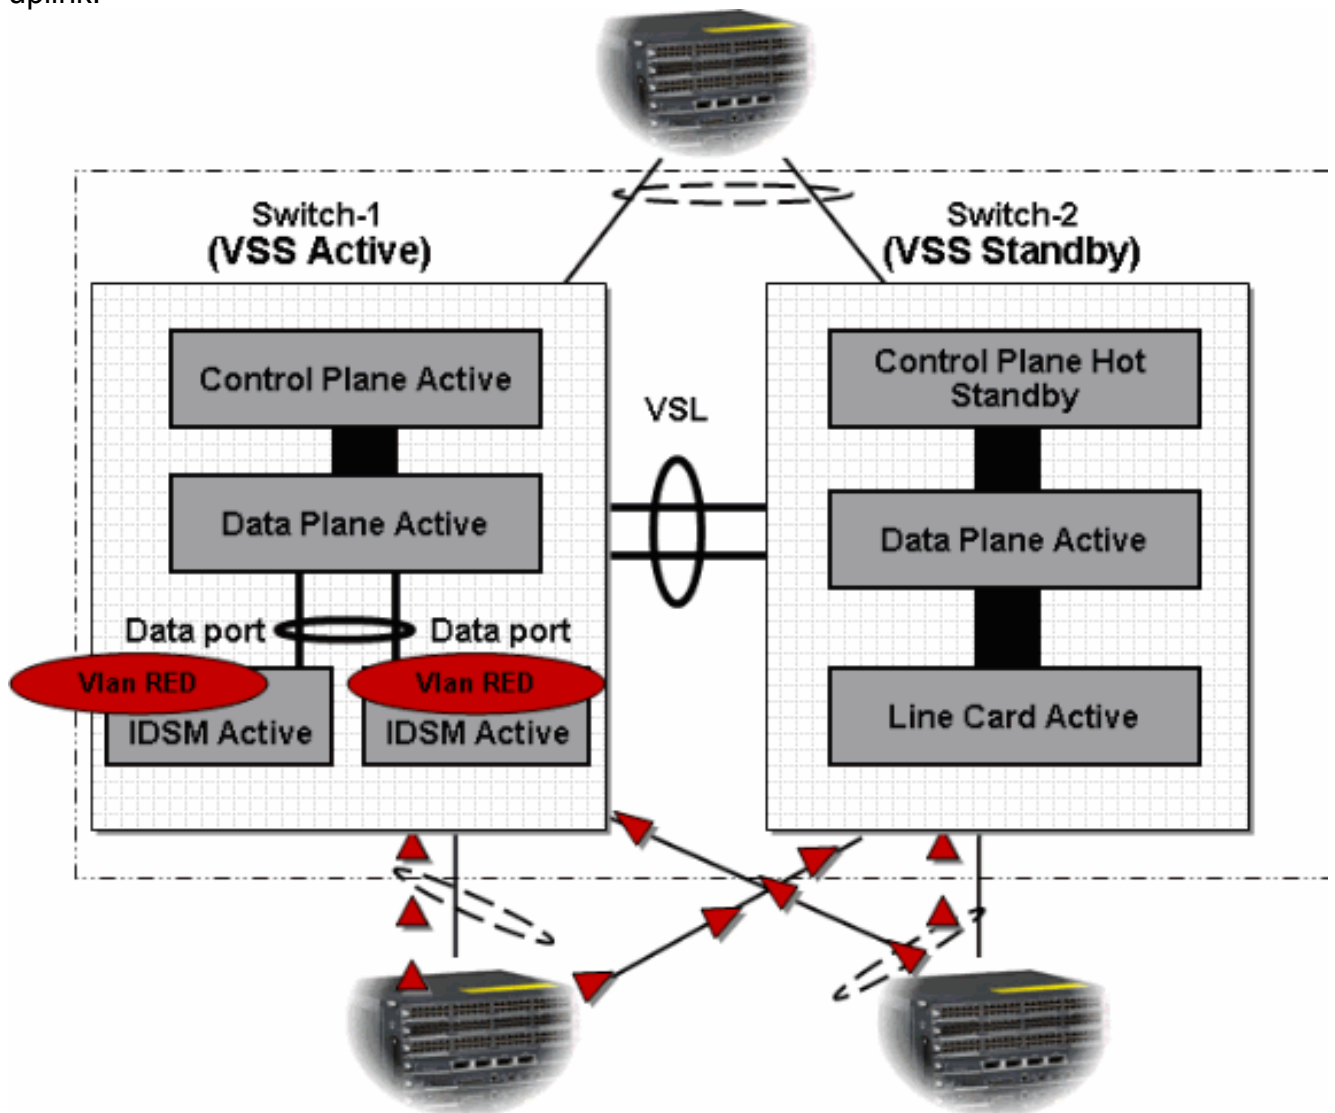 uplink.
Switch-1
(VSS Active)
Switch-2
(VSS Standby)
Control Plane Active
Control Plane Hot
Standby
VSL
Data Plane Active
Data Plane Active
Data port
Data port
Vlan RED
Vlan RED
IDSM Active
IDSM Active
Line Card Active